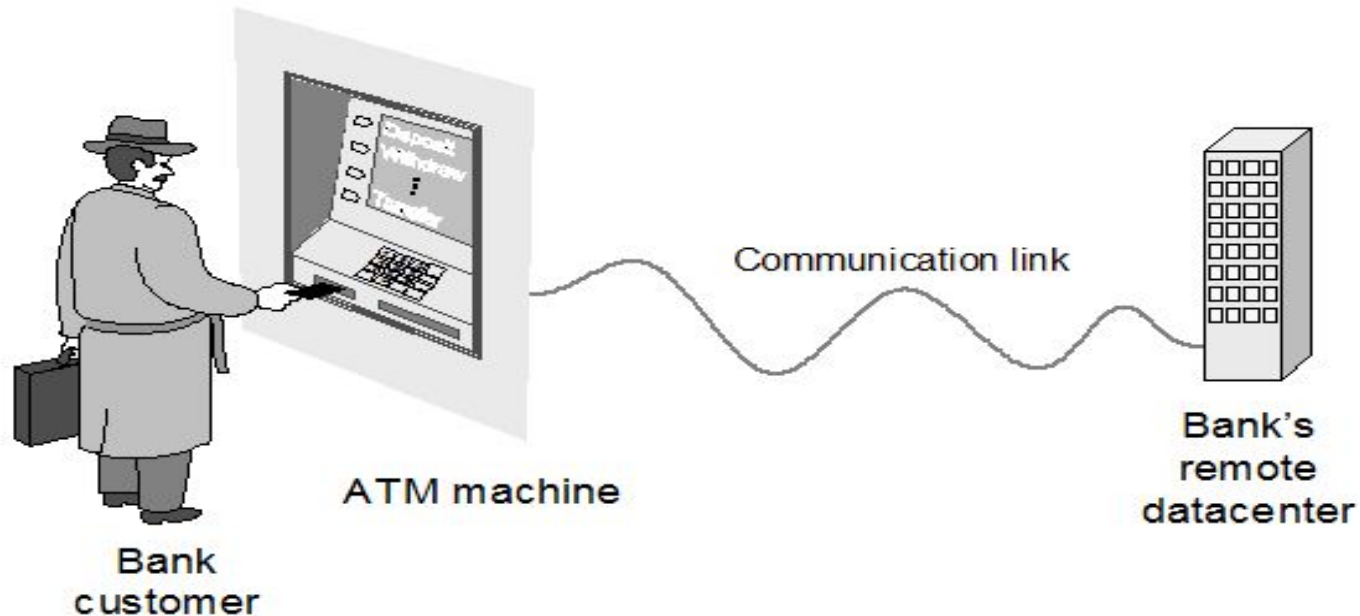 Deposit
Withdraw
Transfer
Communication link
ATM machine
Bank
customer
Bank's
remote
datacenter